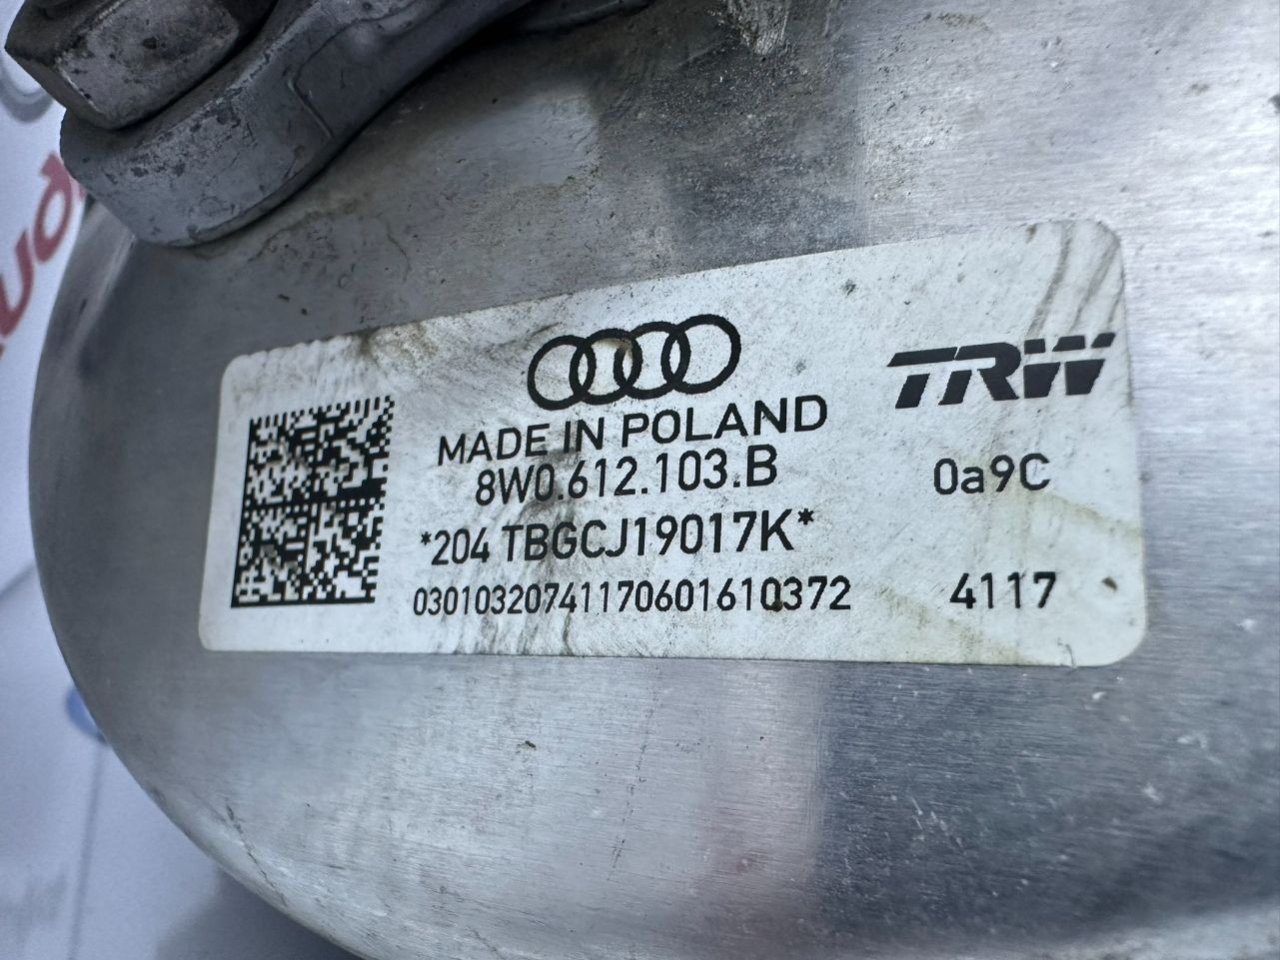 MADE IN POLAND
TRW
8W0.612.103.B
0a9C
*204 TBGCJ19017K*
03010320741170601610372
4117